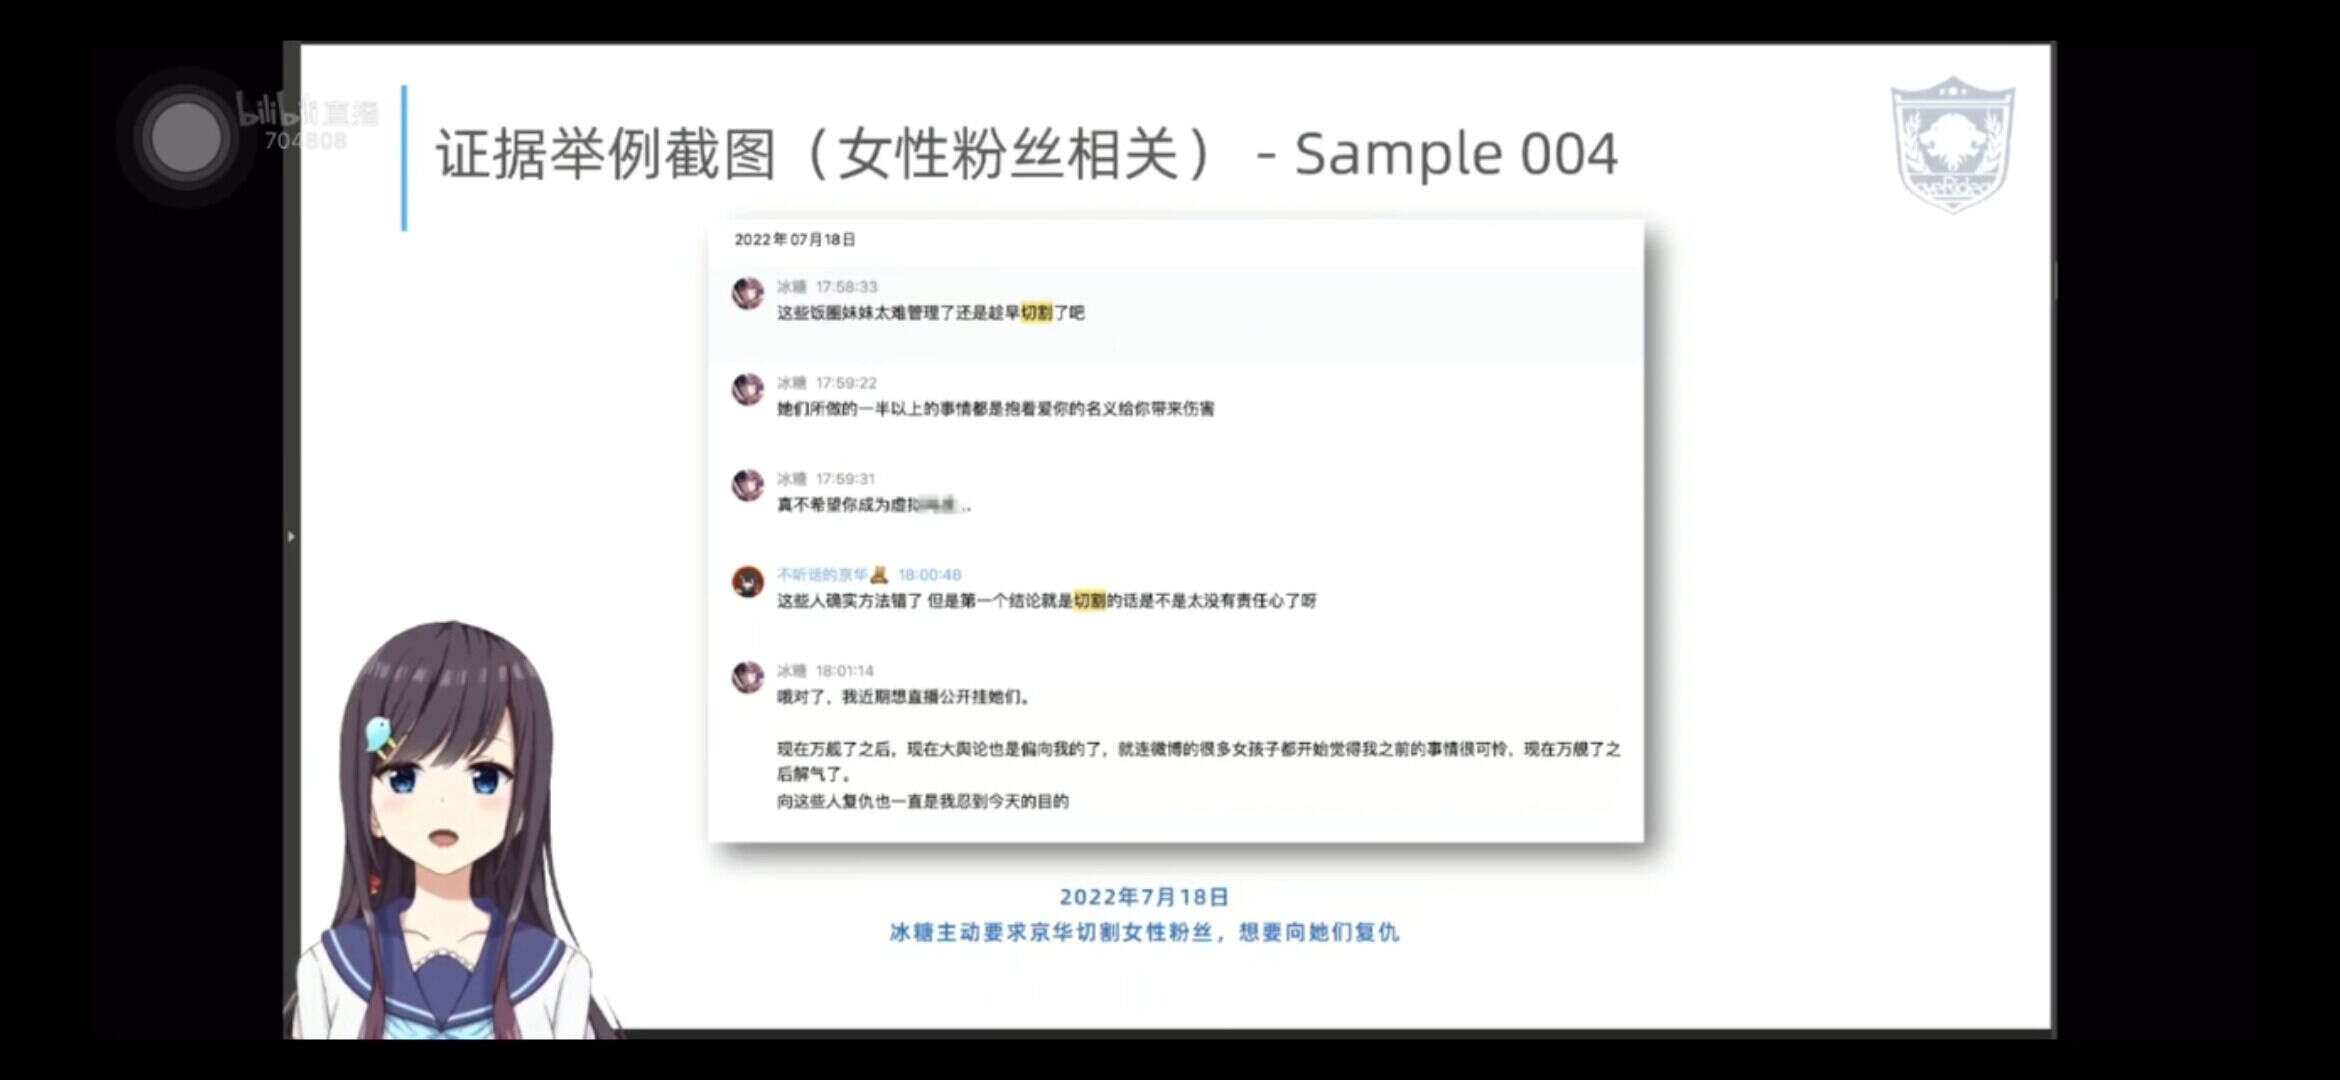 bilibili直播
704808
证据举例截图（女性粉丝相关） - Sample 004
2022年07月18日
冰糖 17:58:33
这些饭圈妹妹太难管理了还是趁早切割了吧
冰糖 17:59:22
她们所做的一半以上的事情都是抱着爱你的名义给你带来伤害
冰糖 17:59:31
真不希望你成为虚拟 ..
不听话的京华 18:00:48
这些人确实方法错了 但是第一个结论就是切割的话是不是太没有责任心了呀
冰糖 18:01:14
哦对了，我近期想直播公开挂她们。
现在万舰了之后，现在大舆论也是偏向我的了，就连微博的很多女孩子都开始觉得我之前的事情很可怜，现在万舰了之
后解气了。
向这些人复仇也一直是我忍到今天的目的
2022年7月18日
冰糖主动要求京华切割女性粉丝，想要向她们复仇